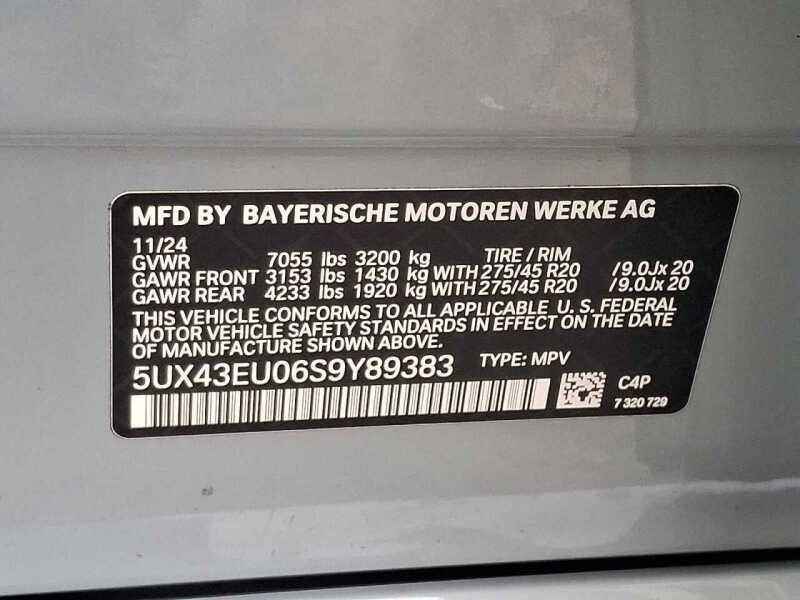 MFD BY BAYERISCHE MOTOREN WERKE AG
11/24
GVWR 7055 lbs 3200 kg TIRE / RIM
GAWR FRONT 3153 lbs 1430 kg WITH 275/45 R20 /9.0Jx 20
GAWR REAR 4233 lbs 1920 kg WITH 275/45 R20 /9.0Jx 20
THIS VEHICLE CONFORMS TO ALL APPLICABLE U. S. FEDERAL
MOTOR VEHICLE SAFETY STANDARDS IN EFFECT ON THE DATE
OF MANUFACTURE SHOWN ABOVE.
5UX43EU06S9Y89383 TYPE: MPV
C4P
7 320 729